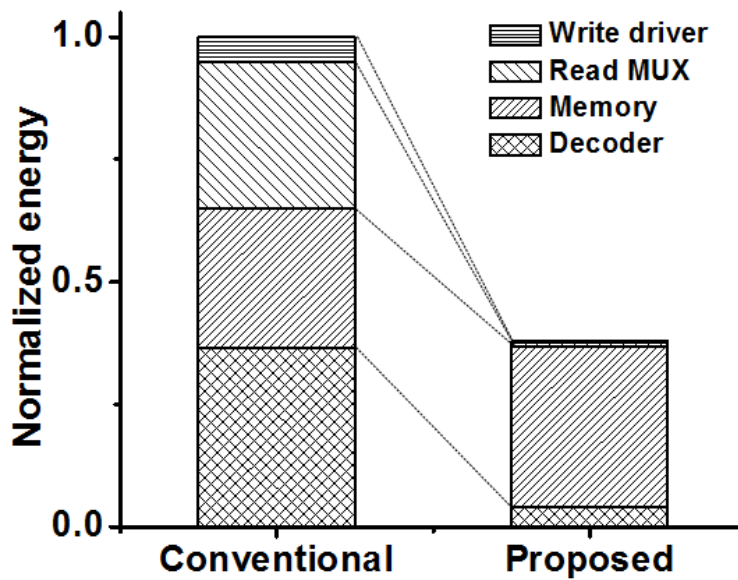 Normalized energy
1.0
0.5
0.0
Write driver
Read MUX
Memory
Decoder
Conventional
Proposed